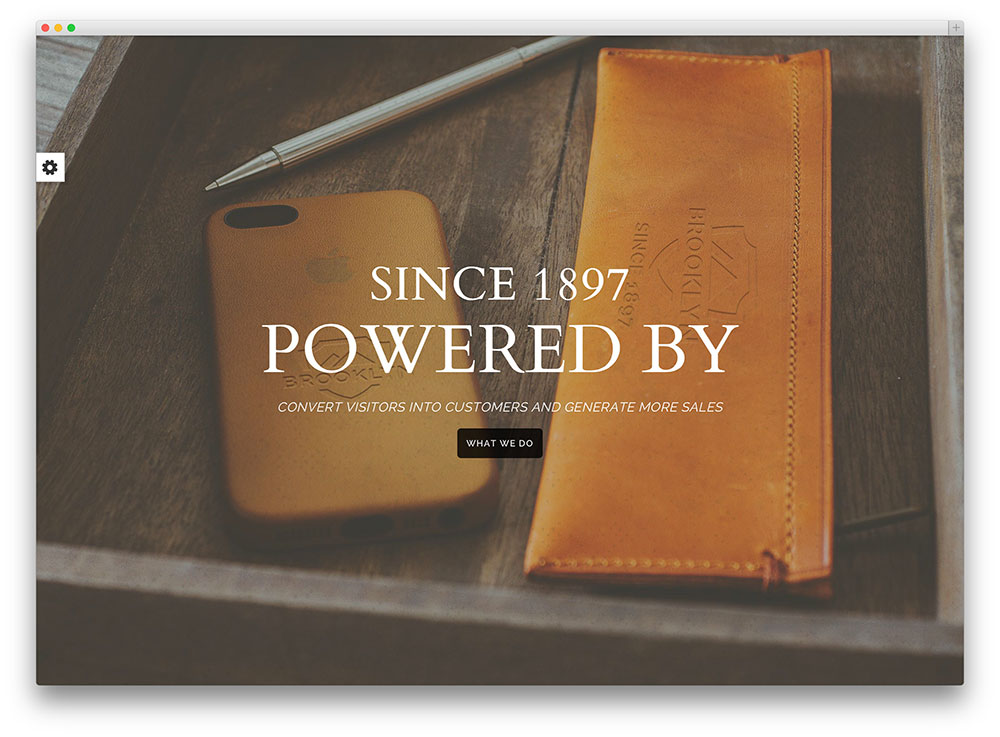 SINCE 1897
POWERED BY
CONVERT VISITORS INTO CUSTOMERS AND GENERATE MORE SALES
WHAT WE DO
BROOKLYN
SINCE 1897
BROOKLYN